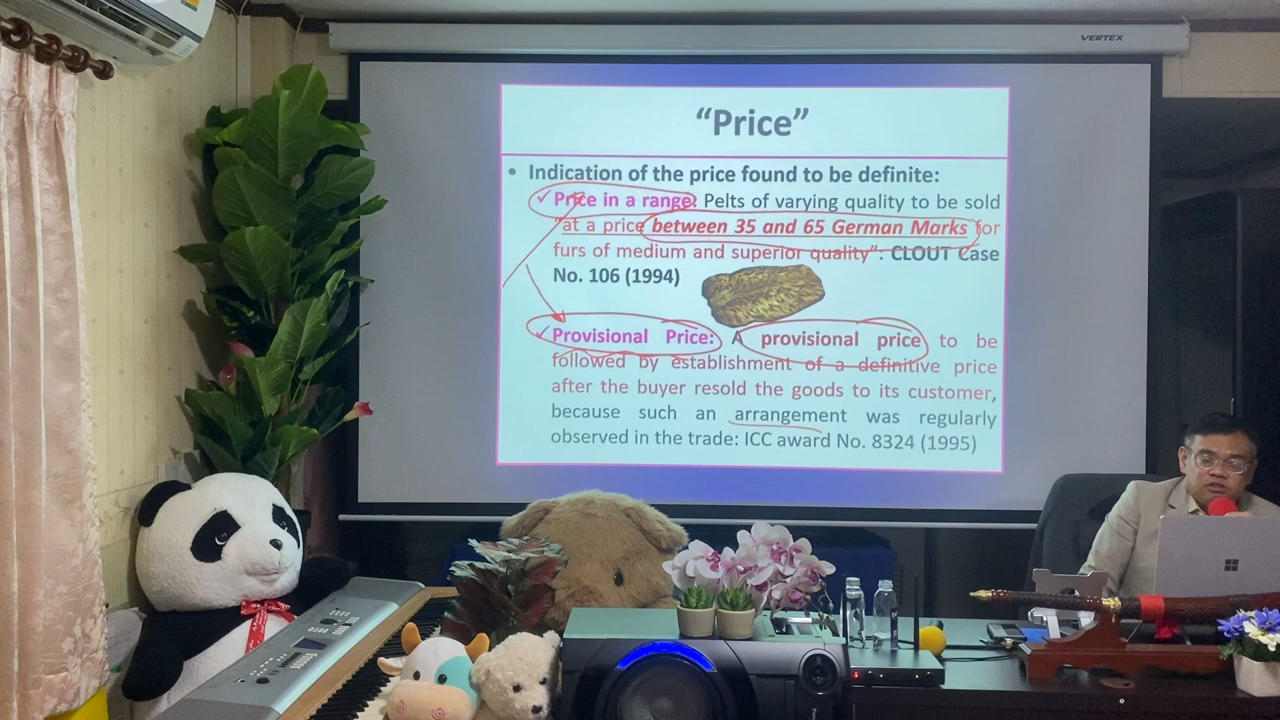 VERTEX
“Price”
• Indication of the price found to be definite:
✓Price in a range: Pelts of varying quality to be sold
“at a price between 35 and 65 German Marks for
furs of medium and superior quality”: CLOUT Case
No. 106 (1994)
✓Provisional Price: A provisional price to be
followed by establishment of a definitive price
after the buyer resold the goods to its customer,
because such an arrangement was regularly
observed in the trade: ICC award No. 8324 (1995)